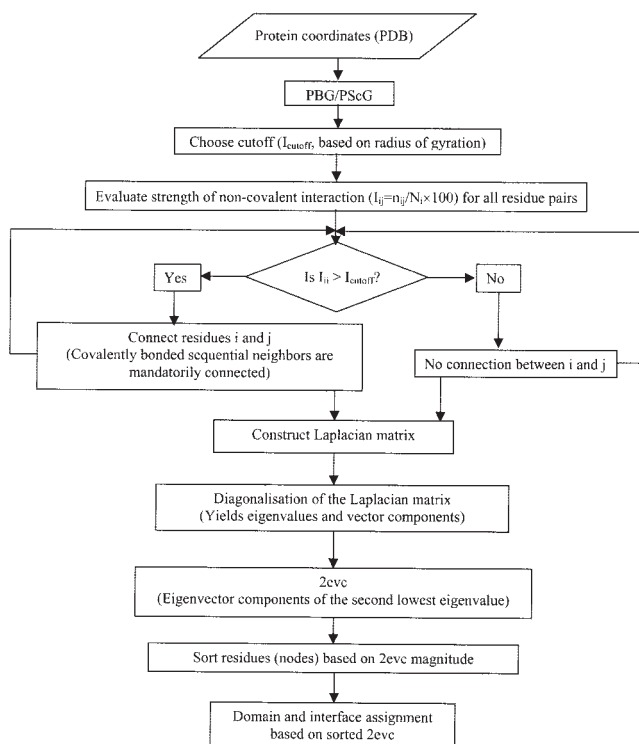 Protein coordinates (PDB)
PBG/PScG
Choose cutoff (Icutoff, based on radius of gyration)
Evaluate strength of non-covalent interaction (Iij=nij/Ni×100) for all residue pairs
Is Iij > Icutoff?
Yes
No
Connect residues i and j
(Covalently bonded sequential neighbors are
mandatorily connected)
No connection between i and j
Construct Laplacian matrix
Diagonalisation of the Laplacian matrix
(Yields eigenvalues and vector components)
2evc
(Eigenvector components of the second lowest eigenvalue)
Sort residues (nodes) based on 2evc magnitude
Domain and interface assignment
based on sorted 2evc